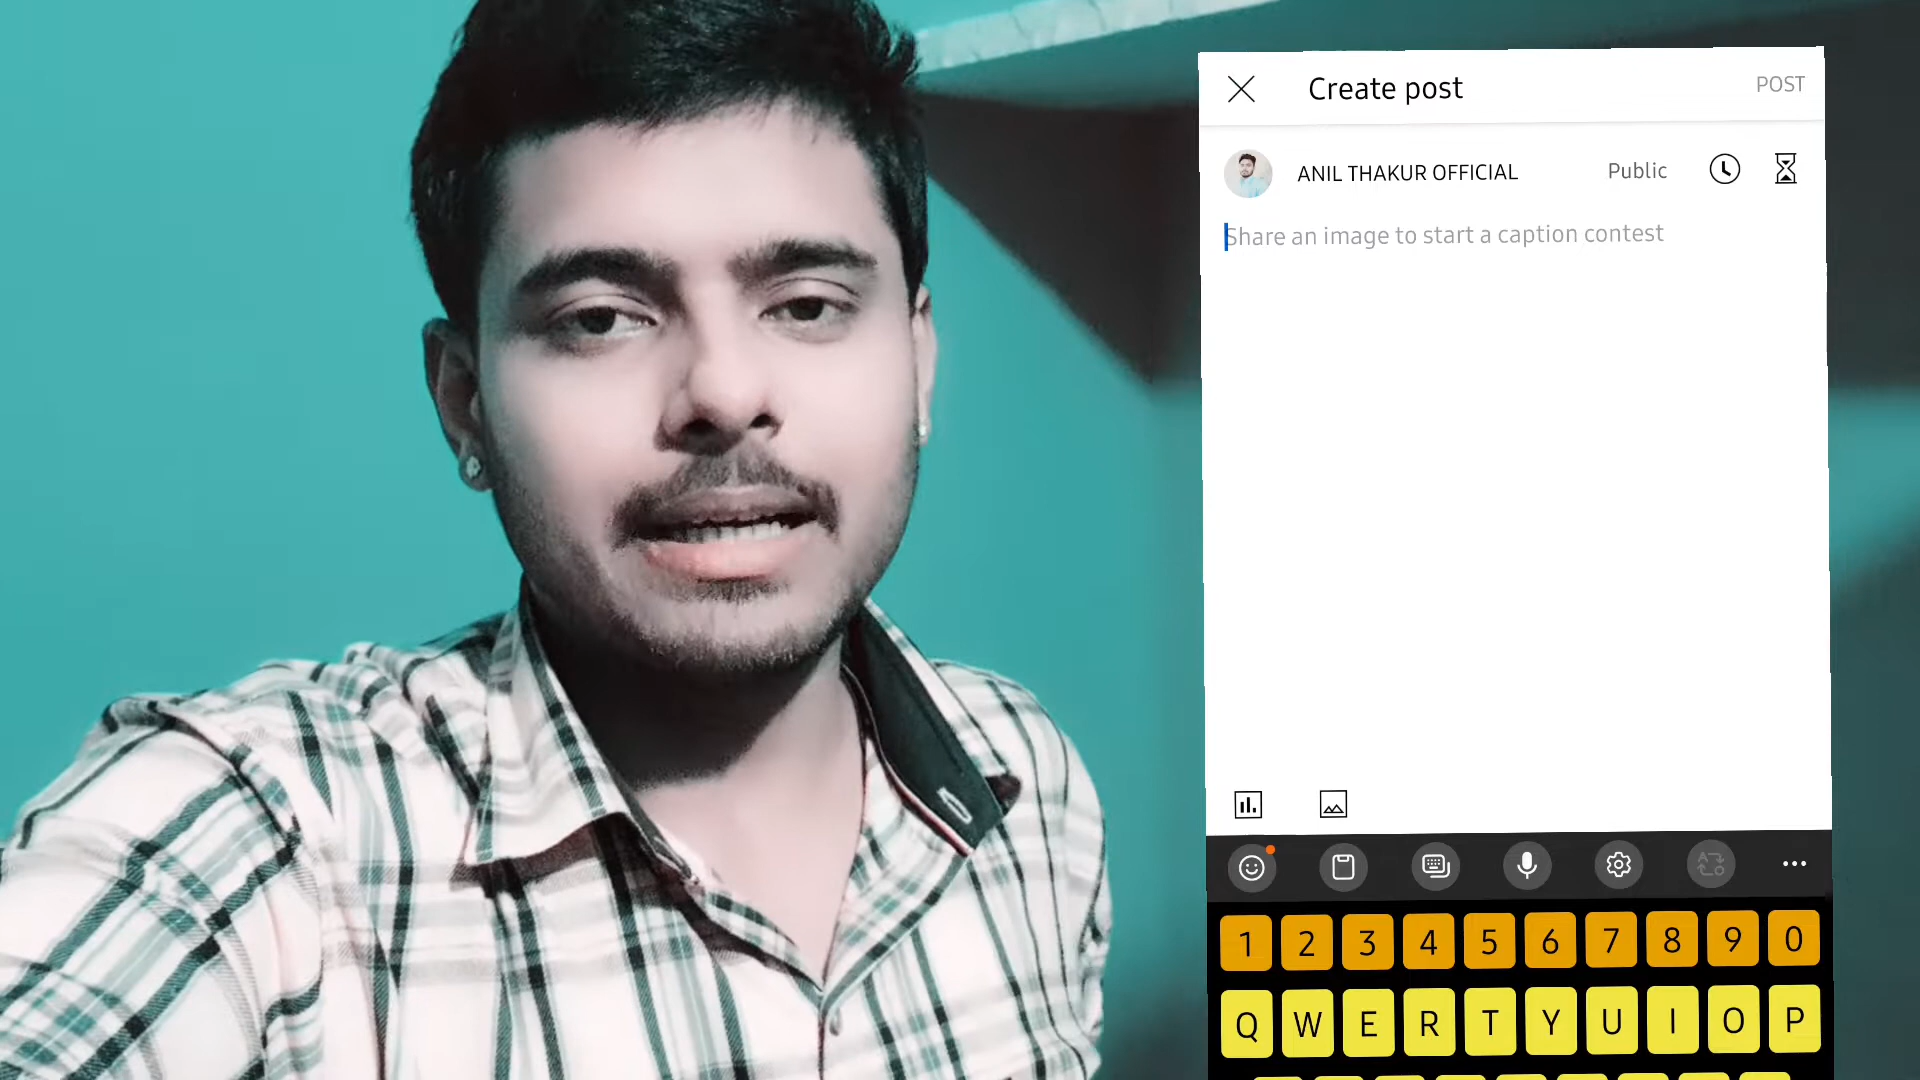 Create post
POST
ANIL THAKUR OFFICIAL
Public
Share an image to start a caption contest
1 2 3 4 5 6 7 8 9 0
Q W E R T Y U I O P